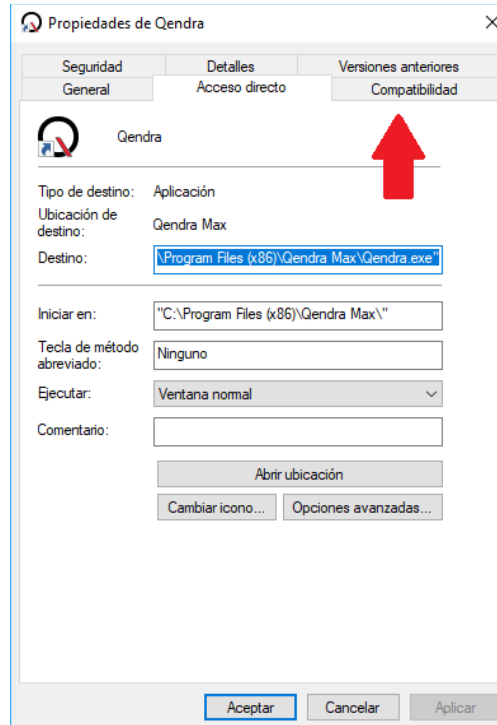 Propiedades de Qendra
Seguridad Detalles Versiones anteriores
General Acceso directo Compatibilidad
Qendra
Tipo de destino: Aplicación
Ubicación de destino: Qendra Max
Destino: \Program Files (x86)\Qendra Max\Qendra.exe"
Iniciar en: "C:\Program Files (x86)\Qendra Max\"
Tecla de método abreviado: Ninguno
Ejecutar: Ventana normal
Comentario:
Abrir ubicación
Cambiar icono... Opciones avanzadas...
Aceptar Cancelar Aplicar